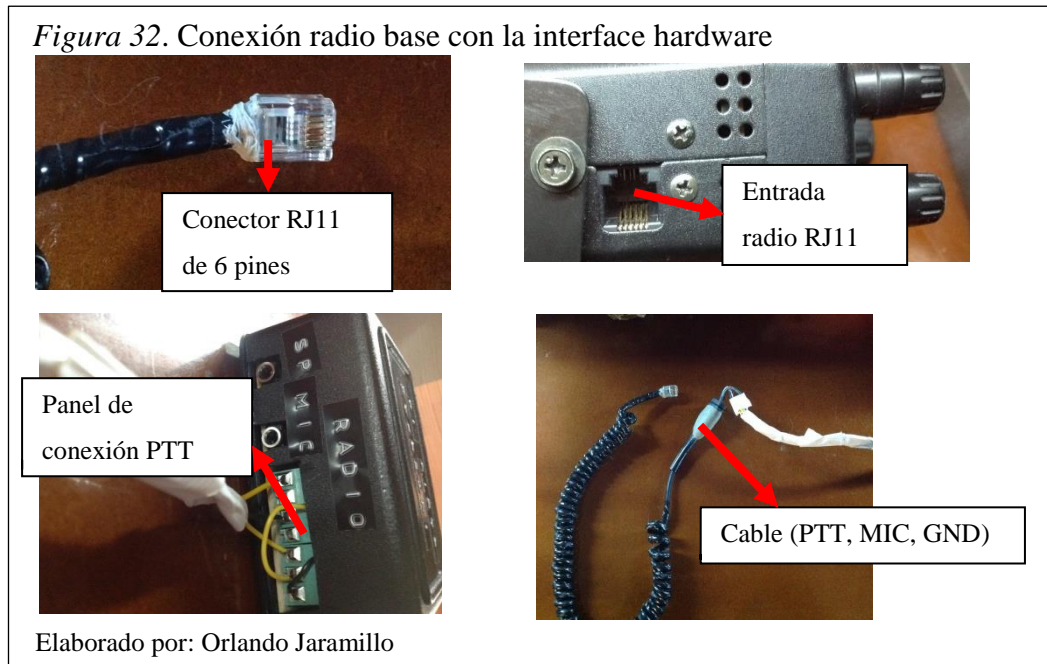 Figura 32. Conexión radio base con la interface hardware
Conector RJ11
de 6 pines
Entrada
radio RJ11
Panel de
conexión PTT
SP
MIC
RADIO
Cable (PTT, MIC, GND)
Elaborado por: Orlando Jaramillo